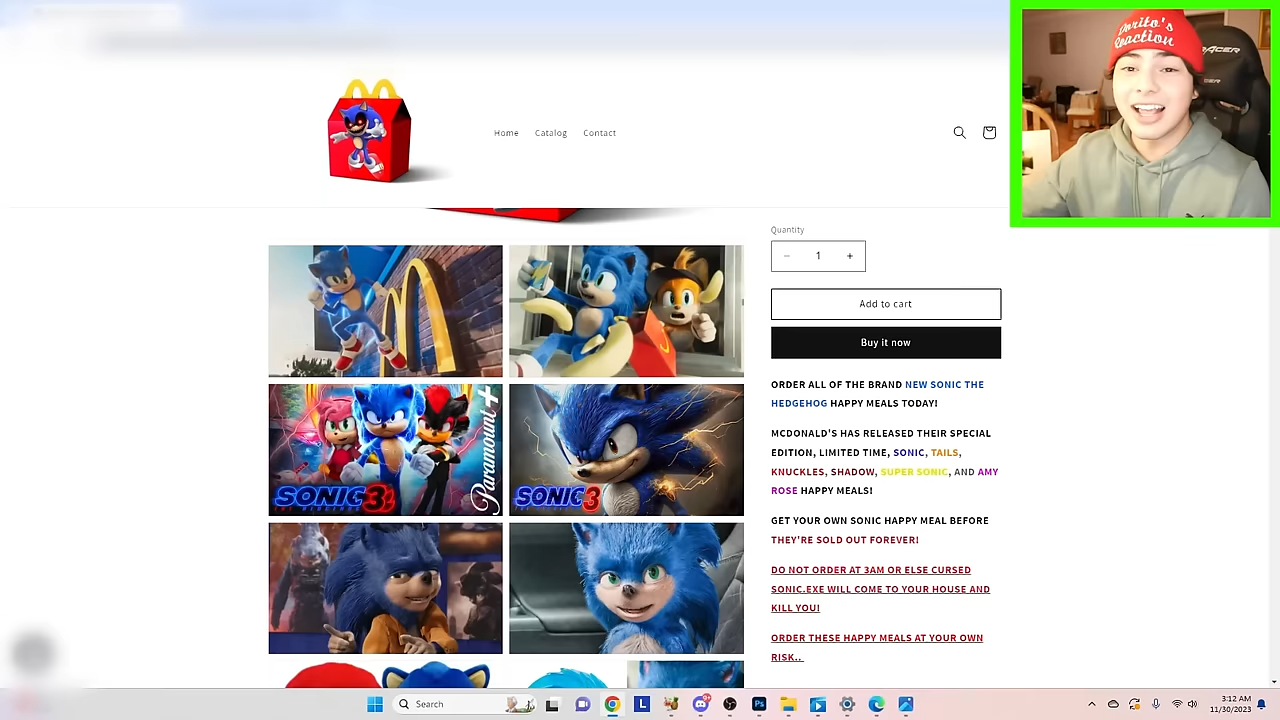 Dorito's
Reaction
ACER
Home
Catalog
Contact
Quantity
1
Add to cart
Buy it now
ORDER ALL OF THE BRAND NEW SONIC THE
HEDGEHOG HAPPY MEALS TODAY!
MCDONALD'S HAS RELEASED THEIR SPECIAL
EDITION, LIMITED TIME, SONIC, TAILS,
KNUCKLES, SHADOW, SUPER SONIC, AND AMY
ROSE HAPPY MEALS!
GET YOUR OWN SONIC HAPPY MEAL BEFORE
THEY'RE SOLD OUT FOREVER!
DO NOT ORDER AT 3AM OR ELSE CURSED
SONIC.EXE WILL COME TO YOUR HOUSE AND
KILL YOU!
ORDER THESE HAPPY MEALS AT YOUR OWN
RISK..
Paramount+
SONIC 3
SONIC 3
Search
3:12 AM
11/30/2023